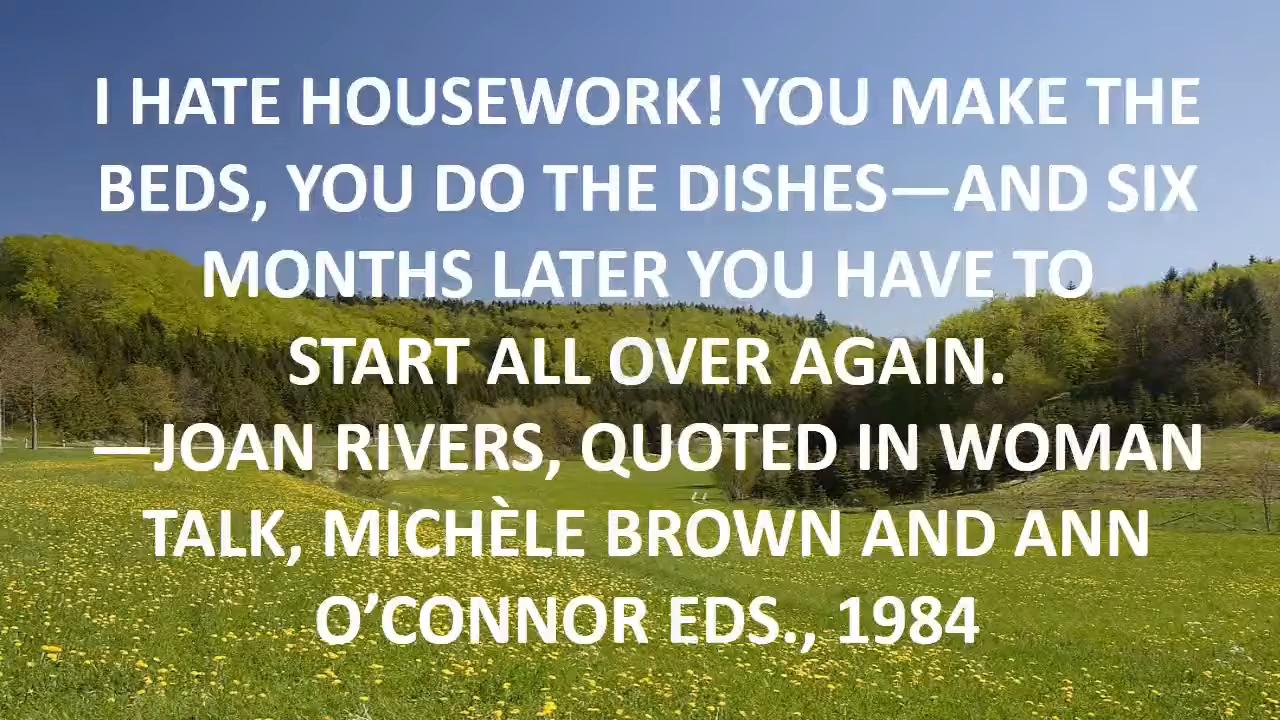 I HATE HOUSEWORK! YOU MAKE THE
BEDS, YOU DO THE DISHES—AND SIX
MONTHS LATER YOU HAVE TO
START ALL OVER AGAIN.
—JOAN RIVERS, QUOTED IN WOMAN
TALK, MICHÈLE BROWN AND ANN
O’CONNOR EDS., 1984